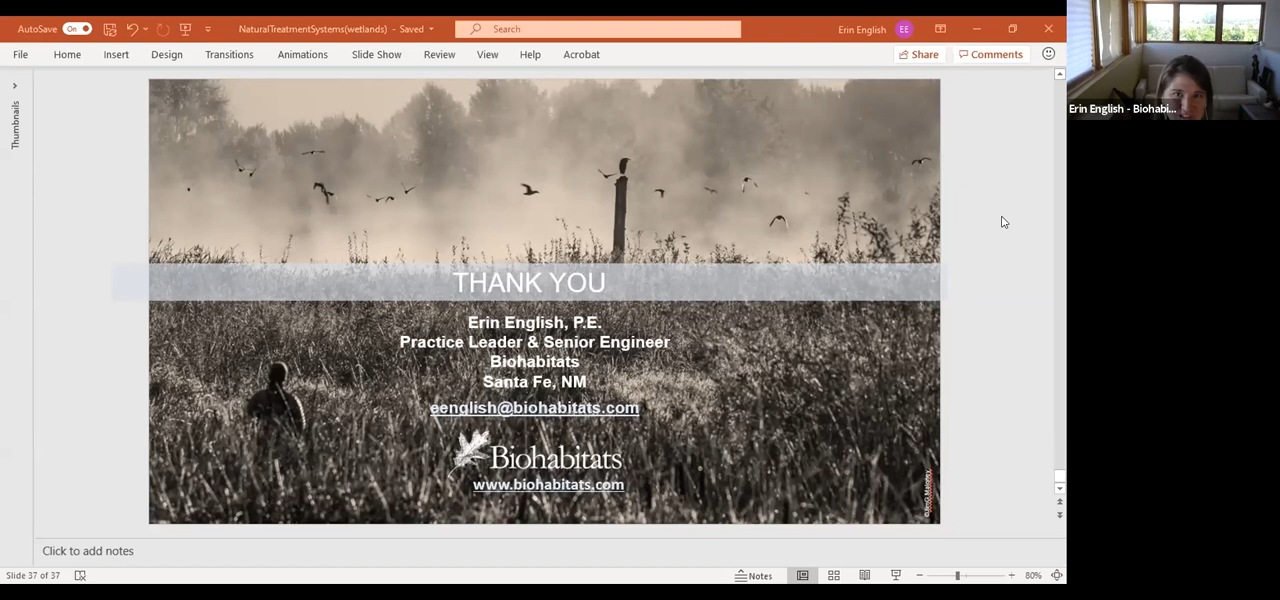 AutoSave On NaturalTreatmentSystems(wetlands) - Saved Search Erin English EE
File Home Insert Design Transitions Animations Slide Show Review View Help Acrobat Share Comments
Erin English - Biohabi...
Thumbnails
THANK YOU
Erin English, P.E.
Practice Leader & Senior Engineer
Biohabitats
Santa Fe, NM
eenglish@biohabitats.com
Biohabitats
www.biohabitats.com
Click to add notes
Slide 37 of 37 Notes 80%